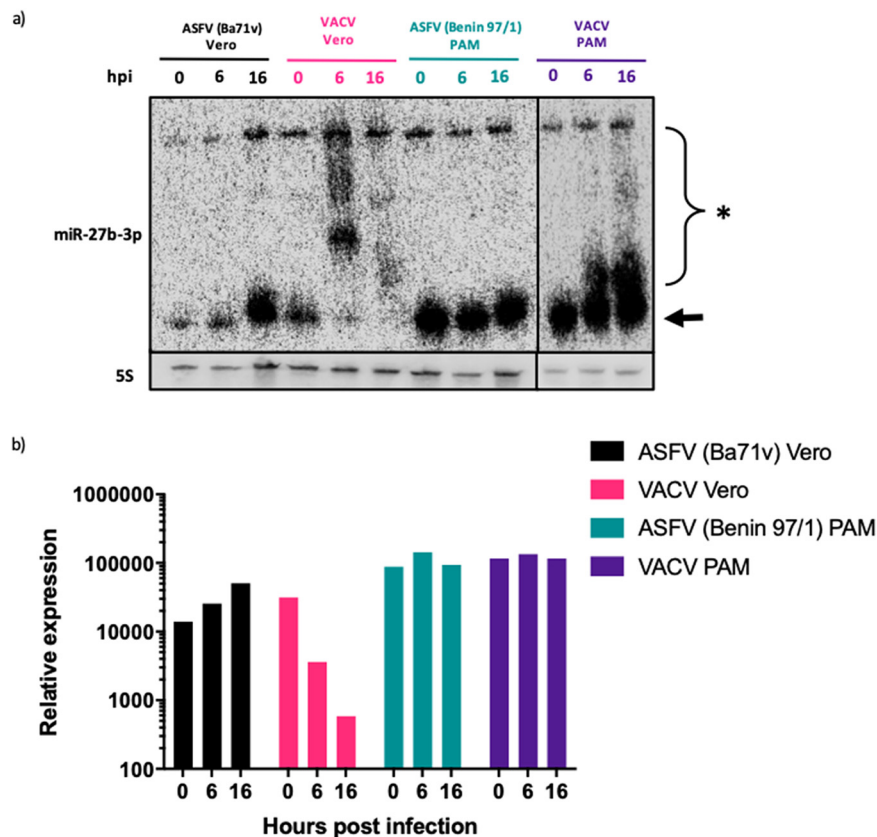 a)
ASFV (Ba71v)
Vero
VACV
Vero
ASFV (Benin 97/1)
PAM
VACV
PAM
hpi 0 6 16 0 6 16 0 6 16 0 6 16
miR-27b-3p
*
5S
b)
ASFV (Ba71v) Vero
VACV Vero
ASFV (Benin 97/1) PAM
VACV PAM
Relative expression
1000000
100000
10000
1000
100
0 6 16 0 6 16 0 6 16 0 6 16
Hours post infection